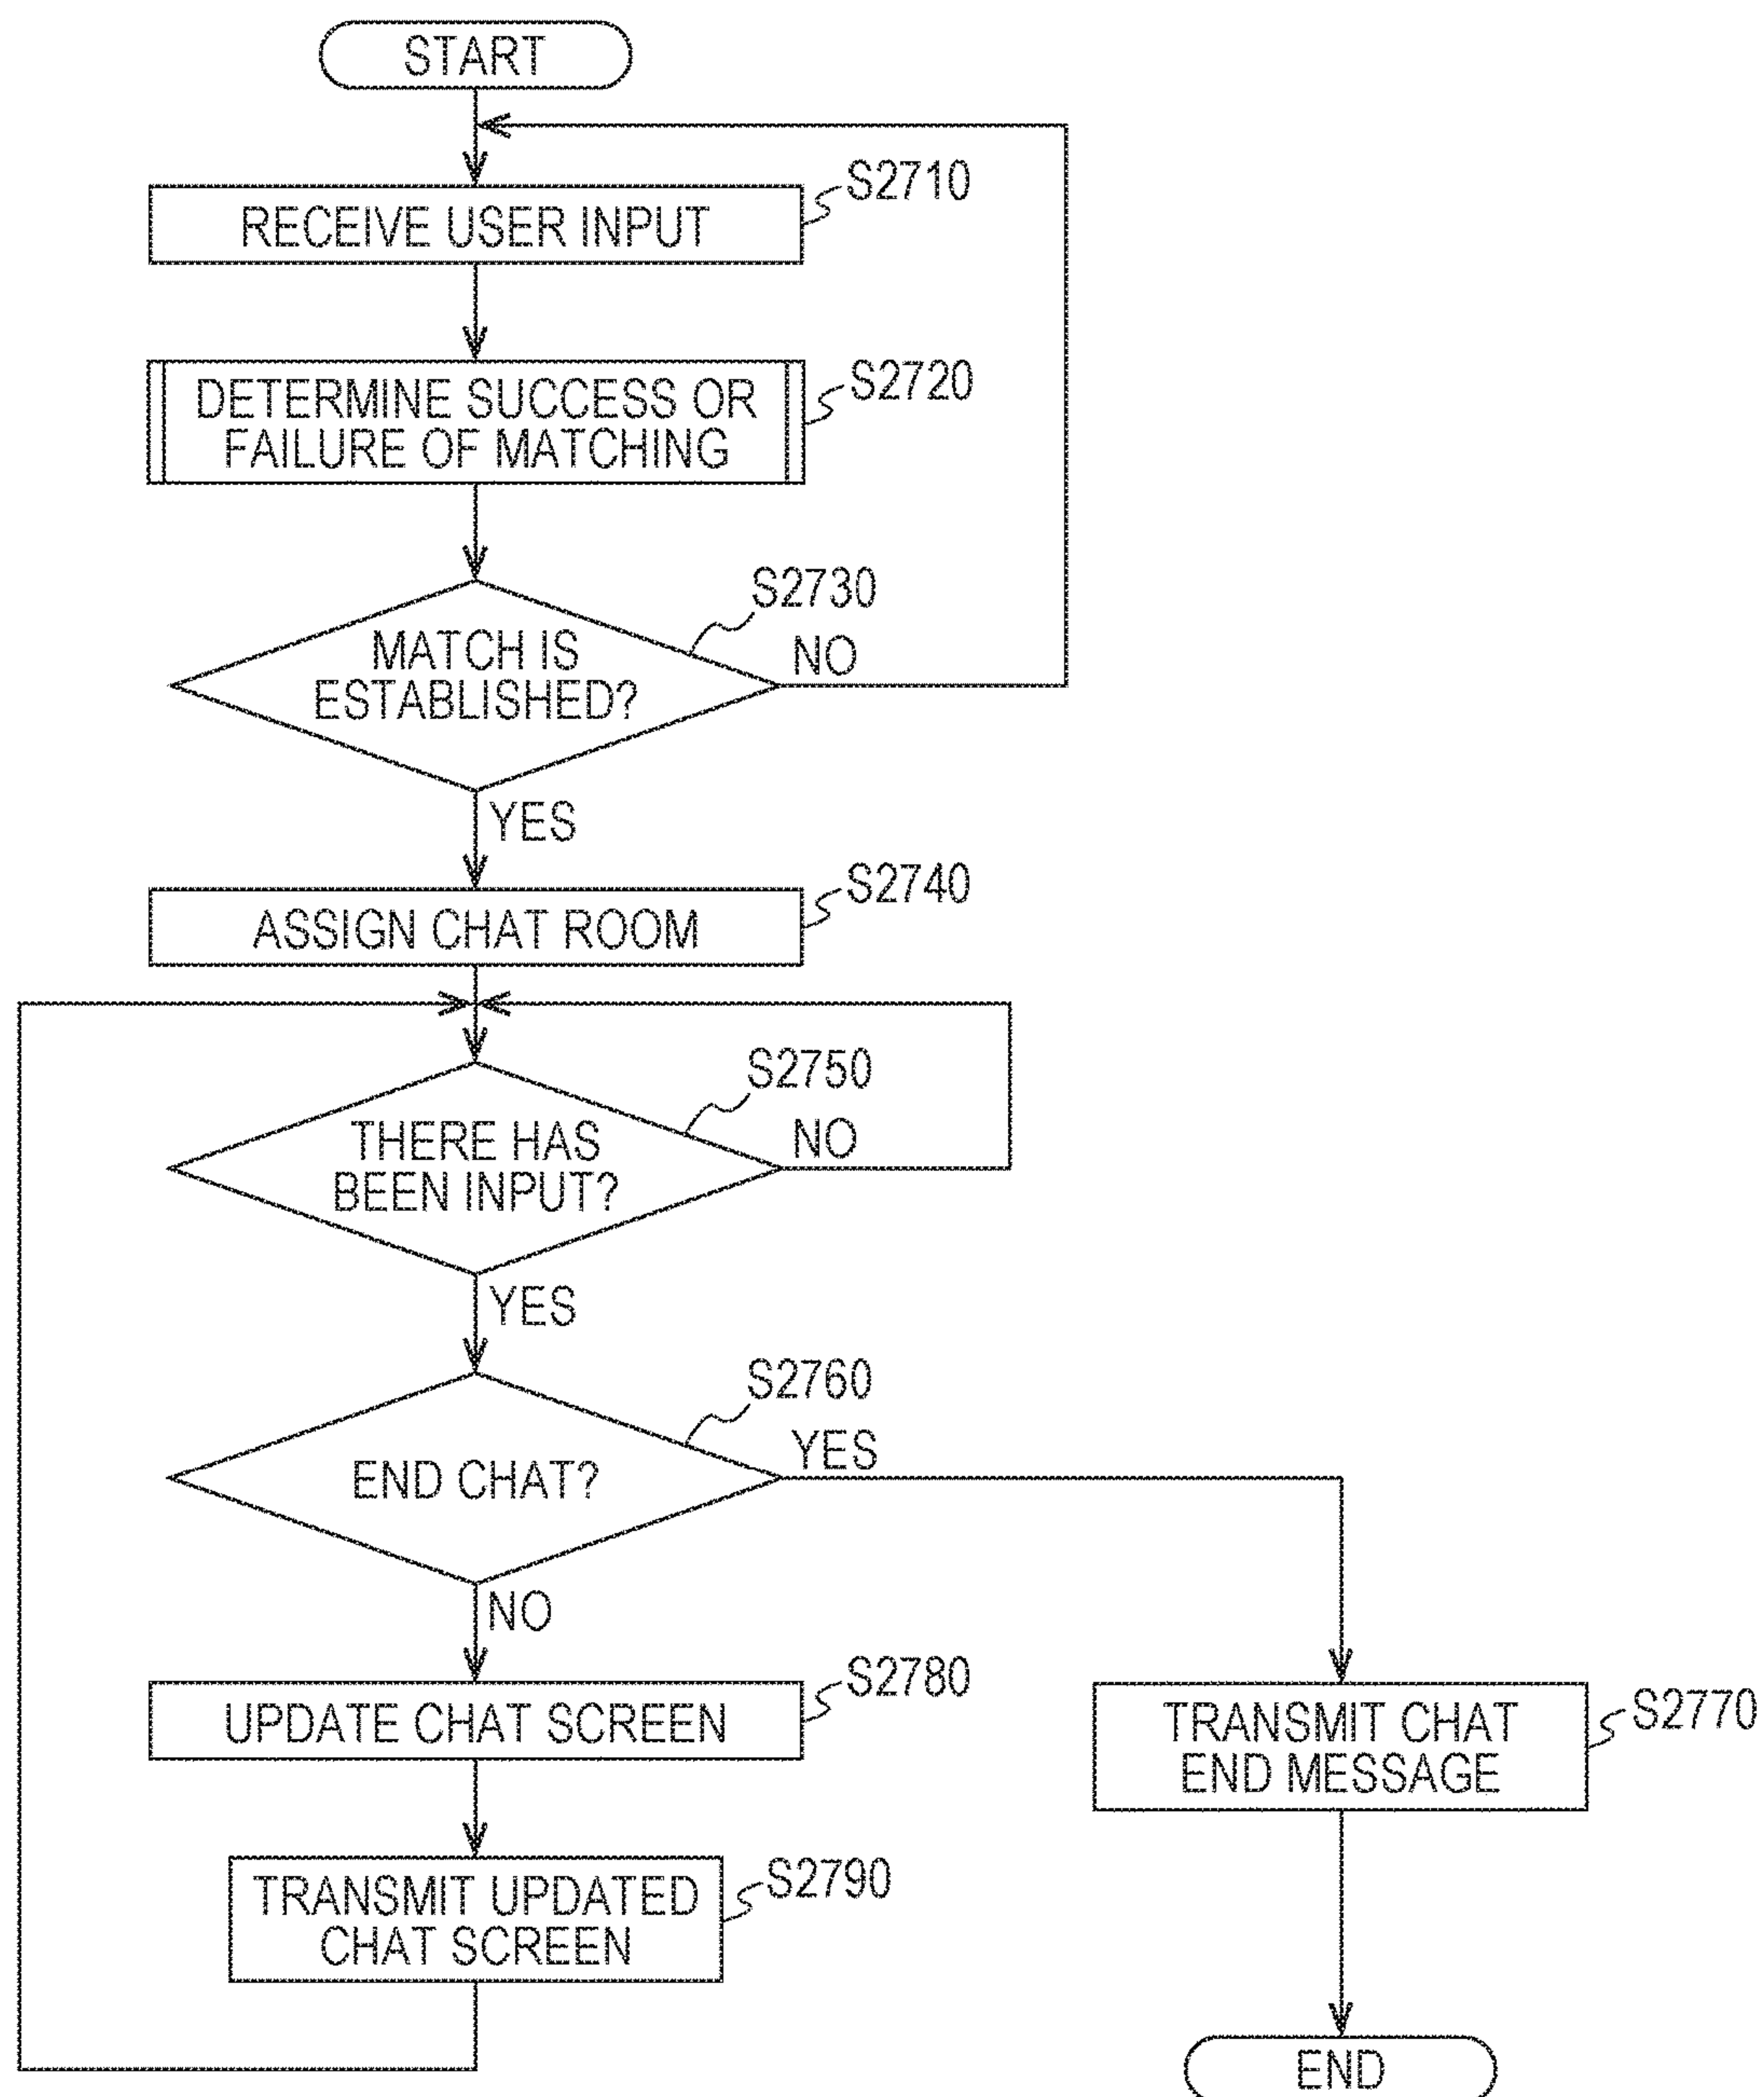 START
S2710
RECEIVE USER INPUT
S2720
DETERMINE SUCCESS OR
FAILURE OF MATCHING
S2730
MATCH IS
ESTABLISHED?
NO
YES
S2740
ASSIGN CHAT ROOM
S2750
THERE HAS
BEEN INPUT?
NO
YES
S2760
END CHAT?
YES
NO
S2780
UPDATE CHAT SCREEN
S2770
TRANSMIT CHAT
END MESSAGE
S2790
TRANSMIT UPDATED
CHAT SCREEN
END